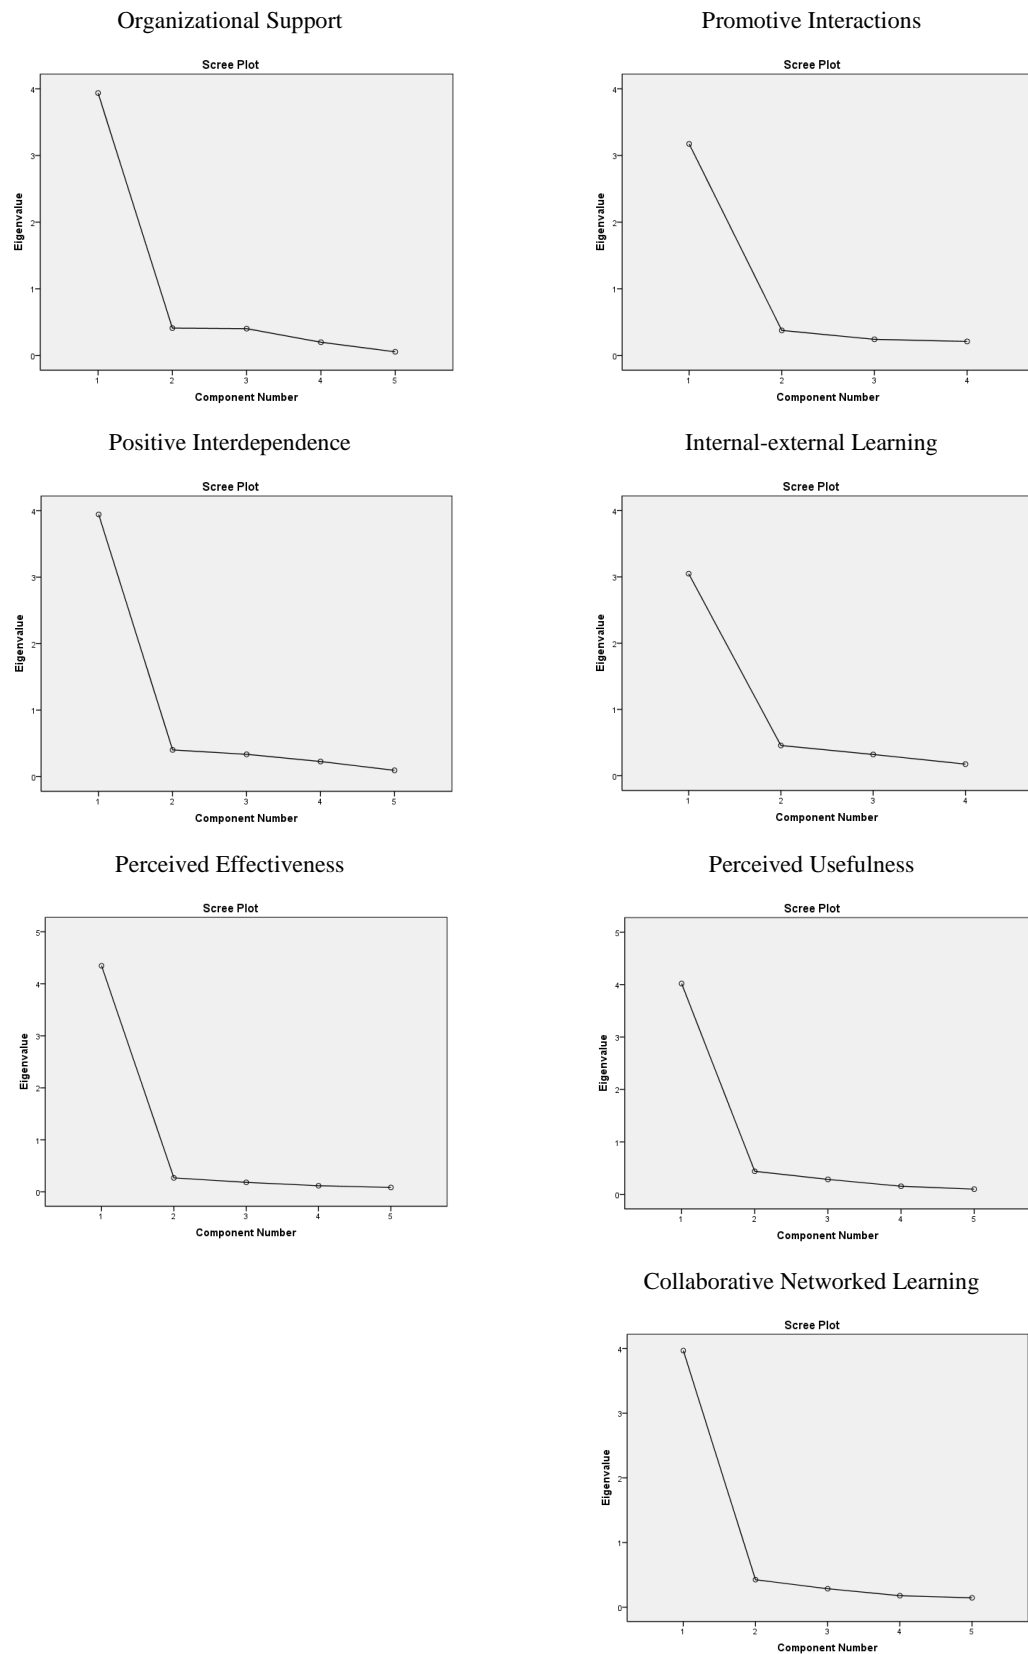 Organizational Support
Scree Plot
Eigenvalue
4
3
2
1
0
1 2 3 4 5
Component Number
Promotive Interactions
Scree Plot
Eigenvalue
4
3
2
1
0
1 2 3 4
Component Number
Positive Interdependence
Scree Plot
Eigenvalue
4
3
2
1
0
1 2 3 4 5
Component Number
Internal-external Learning
Scree Plot
Eigenvalue
4
3
2
1
0
1 2 3 4
Component Number
Perceived Effectiveness
Scree Plot
Eigenvalue
5
4
3
2
1
0
1 2 3 4 5
Component Number
Perceived Usefulness
Scree Plot
Eigenvalue
5
4
3
2
1
0
1 2 3 4 5
Component Number
Collaborative Networked Learning
Scree Plot
Eigenvalue
4
3
2
1
0
1 2 3 4 5
Component Number